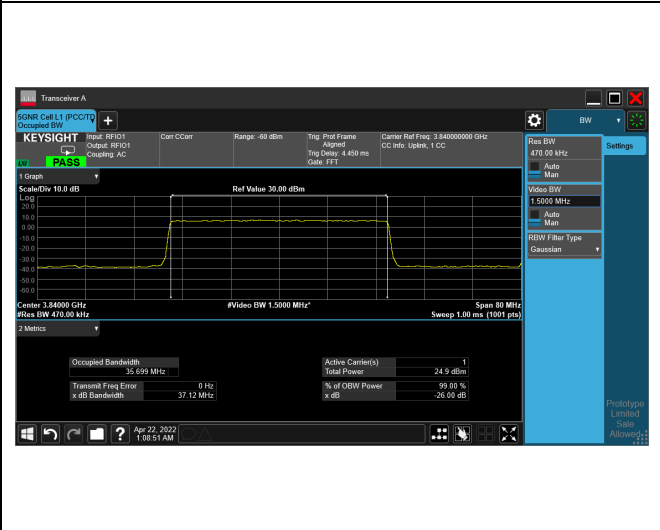 Transceiver A
5GNR Cell L1 (PCC/TD
Occupied BW
BW
KEYSIGHT
Input: RFIO1
Output: RFIO1
Coupling: AC
Corr CCorr
Range: -60 dBm
Trig: Prot Frame
Aligned
Trig Delay: 4.450 ms
Gate: FFT
Carrier Ref Freq: 3.840000000 GHz
CC Info: Uplink, 1 CC
LXI
PASS
1 Graph
Scale/Div 10.0 dB
Ref Value 30.00 dBm
Log
20.0
10.0
0.00
-10.0
-20.0
-30.0
-40.0
-50.0
-60.0
Center 3.84000 GHz
#Video BW 1.5000 MHz*
Span 80 MHz
#Res BW 470.00 kHz
Sweep 1.00 ms (1001 pts)
2 Metrics
Occupied Bandwidth
35.699 MHz
Active Carrier(s)
1
Total Power
24.9 dBm
Transmit Freq Error
0 Hz
x dB Bandwidth
37.12 MHz
% of OBW Power
99.00 %
x dB
-26.00 dB
Res BW
470.00 kHz
Auto
Man
Video BW
1.5000 MHz
Auto
Man
RBW Filter Type
Gaussian
Settings
Prototype
Limited
Sale
Allowed
?
Apr 22, 2022
1:08:51 AM